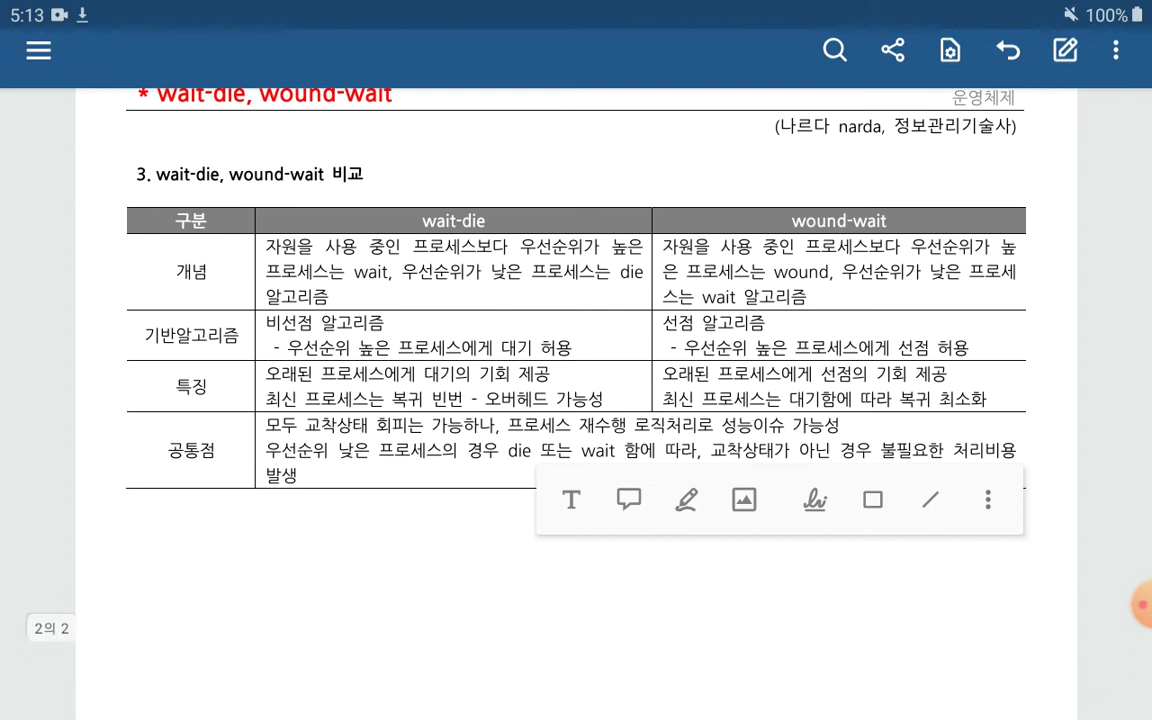 5:13
100%
* wait-die, wound-wait
운영체제
(나르다 narda, 정보관리기술사)
3. wait-die, wound-wait 비교
구분 wait-die wound-wait
개념
자원을 사용 중인 프로세스보다 우선순위가 높은
프로세스는 wait, 우선순위가 낮은 프로세스는 die
알고리즘
자원을 사용 중인 프로세스보다 우선순위가 높
은 프로세스는 wound, 우선순위가 낮은 프로세
스는 wait 알고리즘
기반알고리즘
비선점 알고리즘
- 우선순위 높은 프로세스에게 대기 허용
선점 알고리즘
- 우선순위 높은 프로세스에게 선점 허용
특징
오래된 프로세스에게 대기의 기회 제공
최신 프로세스는 복귀 빈번 - 오버헤드 가능성
오래된 프로세스에게 선점의 기회 제공
최신 프로세스는 대기함에 따라 복귀 최소화
공통점
모두 교착상태 회피는 가능하나, 프로세스 재수행 로직처리로 성능이슈 가능성
우선순위 낮은 프로세스의 경우 die 또는 wait 함에 따라, 교착상태가 아닌 경우 불필요한 처리비용
발생
T
2의 2